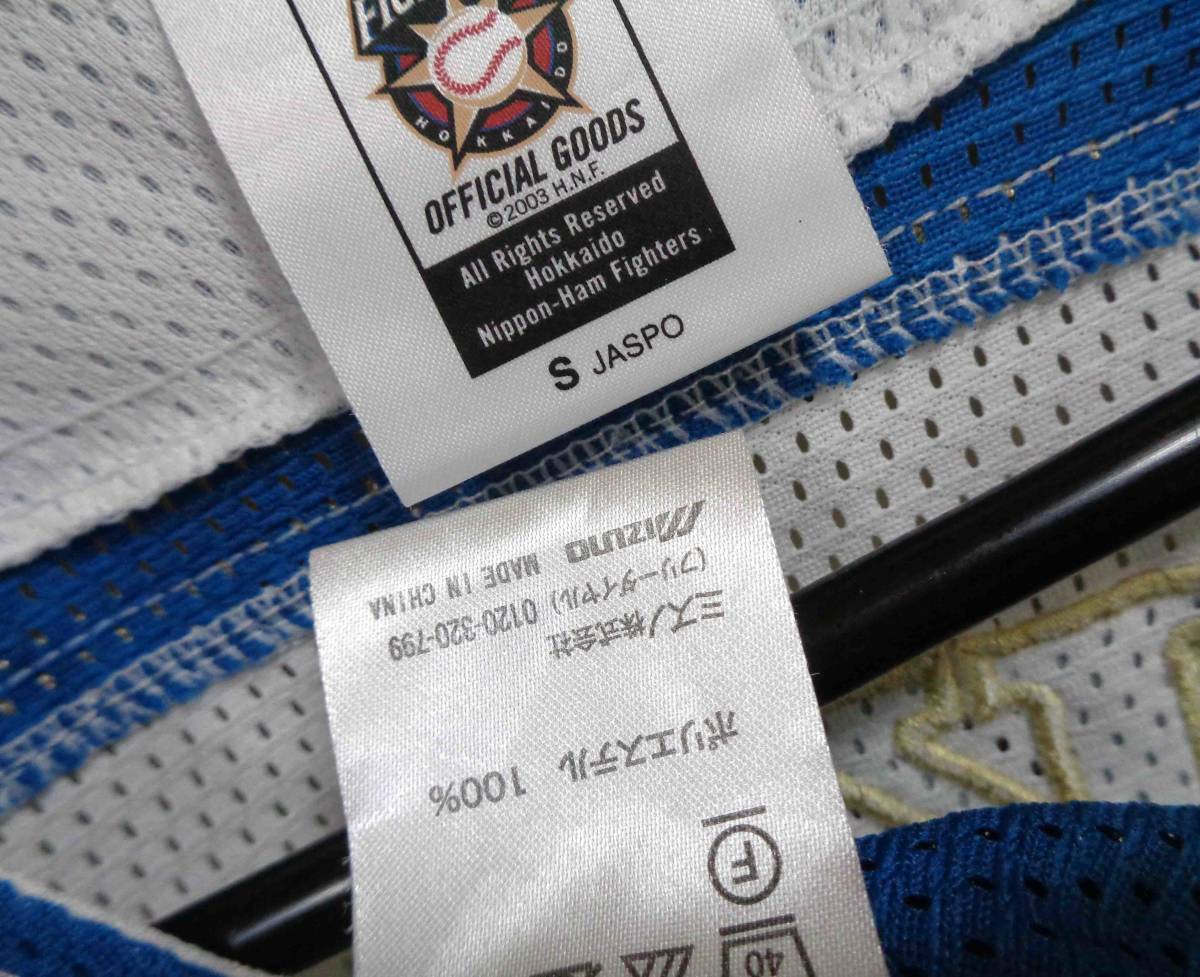 HOKKAIDO
OFFICIAL GOODS
©2003 H.N.F.
All Rights Reserved
Hokkaido
Nippon-Ham Fighters
S JASPO
40
F
ポリエステル 100%
ミズノ株式会社
(フリーダイヤル) 0120-320-799
MIZUNO MADE IN CHINA